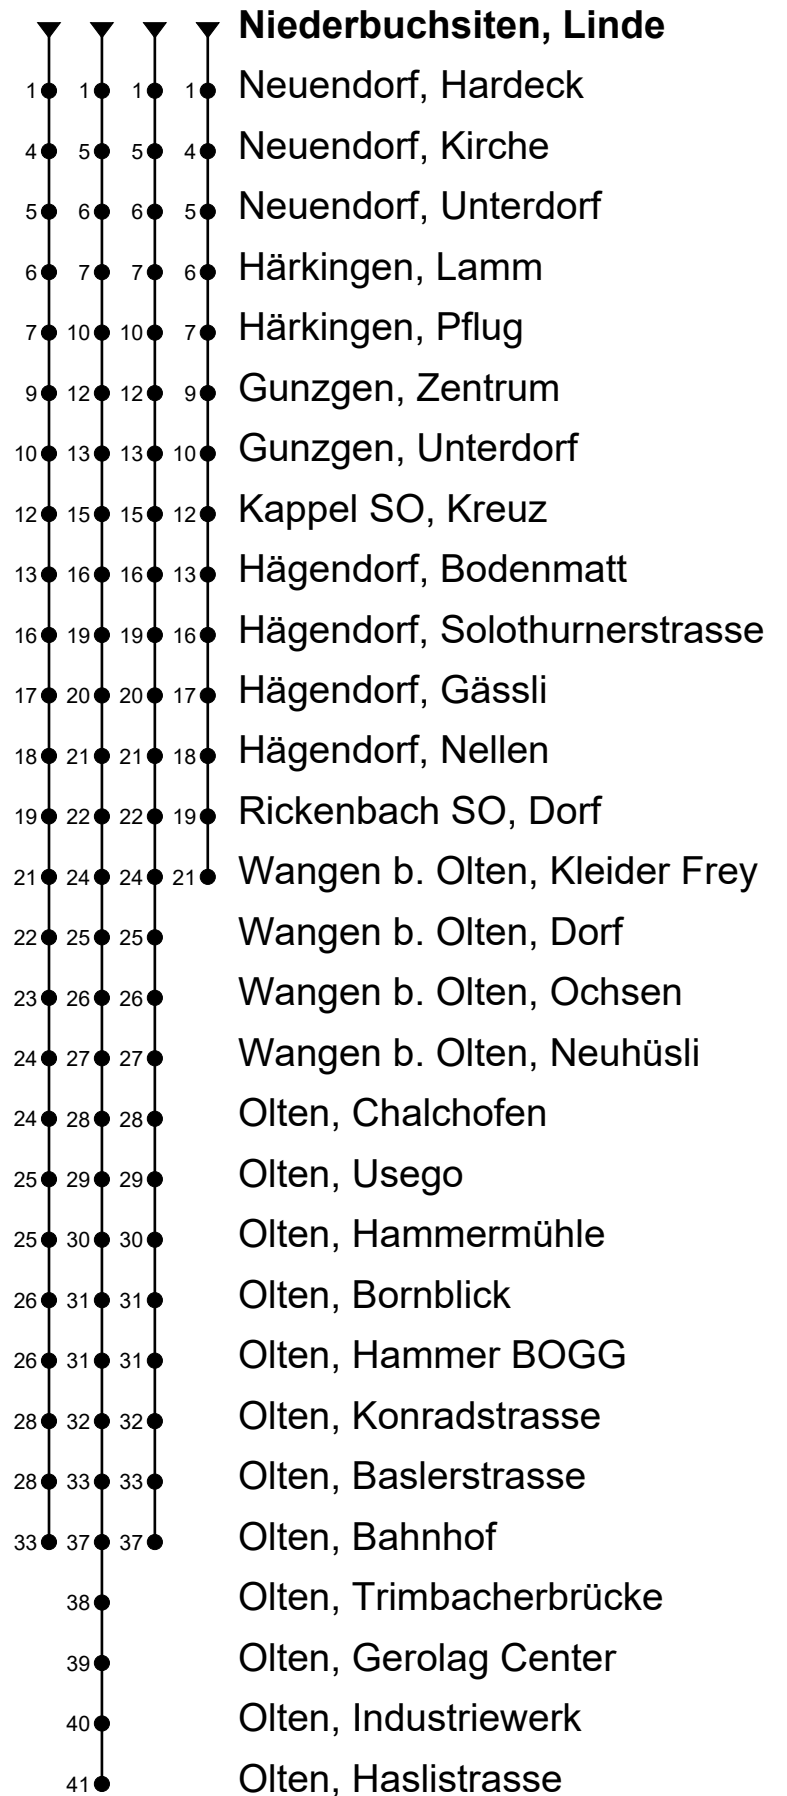 Niederbuchsiten, Linde
1 1 1 1 Neuendorf, Hardeck
4 5 5 4 Neuendorf, Kirche
5 6 6 5 Neuendorf, Unterdorf
6 7 7 6 Härkingen, Lamm
7 10 10 7 Härkingen, Pflug
9 12 12 9 Gunzgen, Zentrum
10 13 13 10 Gunzgen, Unterdorf
12 15 15 12 Kappel SO, Kreuz
13 16 16 13 Hägendorf, Bodenmatt
16 19 19 16 Hägendorf, Solothurnerstrasse
17 20 20 17 Hägendorf, Gässli
18 21 21 18 Hägendorf, Nellen
19 22 22 19 Rickenbach SO, Dorf
21 24 24 21 Wangen b. Olten, Kleider Frey
22 25 25 Wangen b. Olten, Dorf
23 26 26 Wangen b. Olten, Ochsen
24 27 27 Wangen b. Olten, Neuhüsli
24 28 28 Olten, Chalchofen
25 29 29 Olten, Usego
25 30 30 Olten, Hammermühle
26 31 31 Olten, Bornblick
26 31 31 Olten, Hammer BOGG
28 32 32 Olten, Konradstrasse
28 33 33 Olten, Baslerstrasse
33 37 37 Olten, Bahnhof
38 Olten, Trimbacherbrücke
39 Olten, Gerolag Center
40 Olten, Industriewerk
41 Olten, Haslistrasse